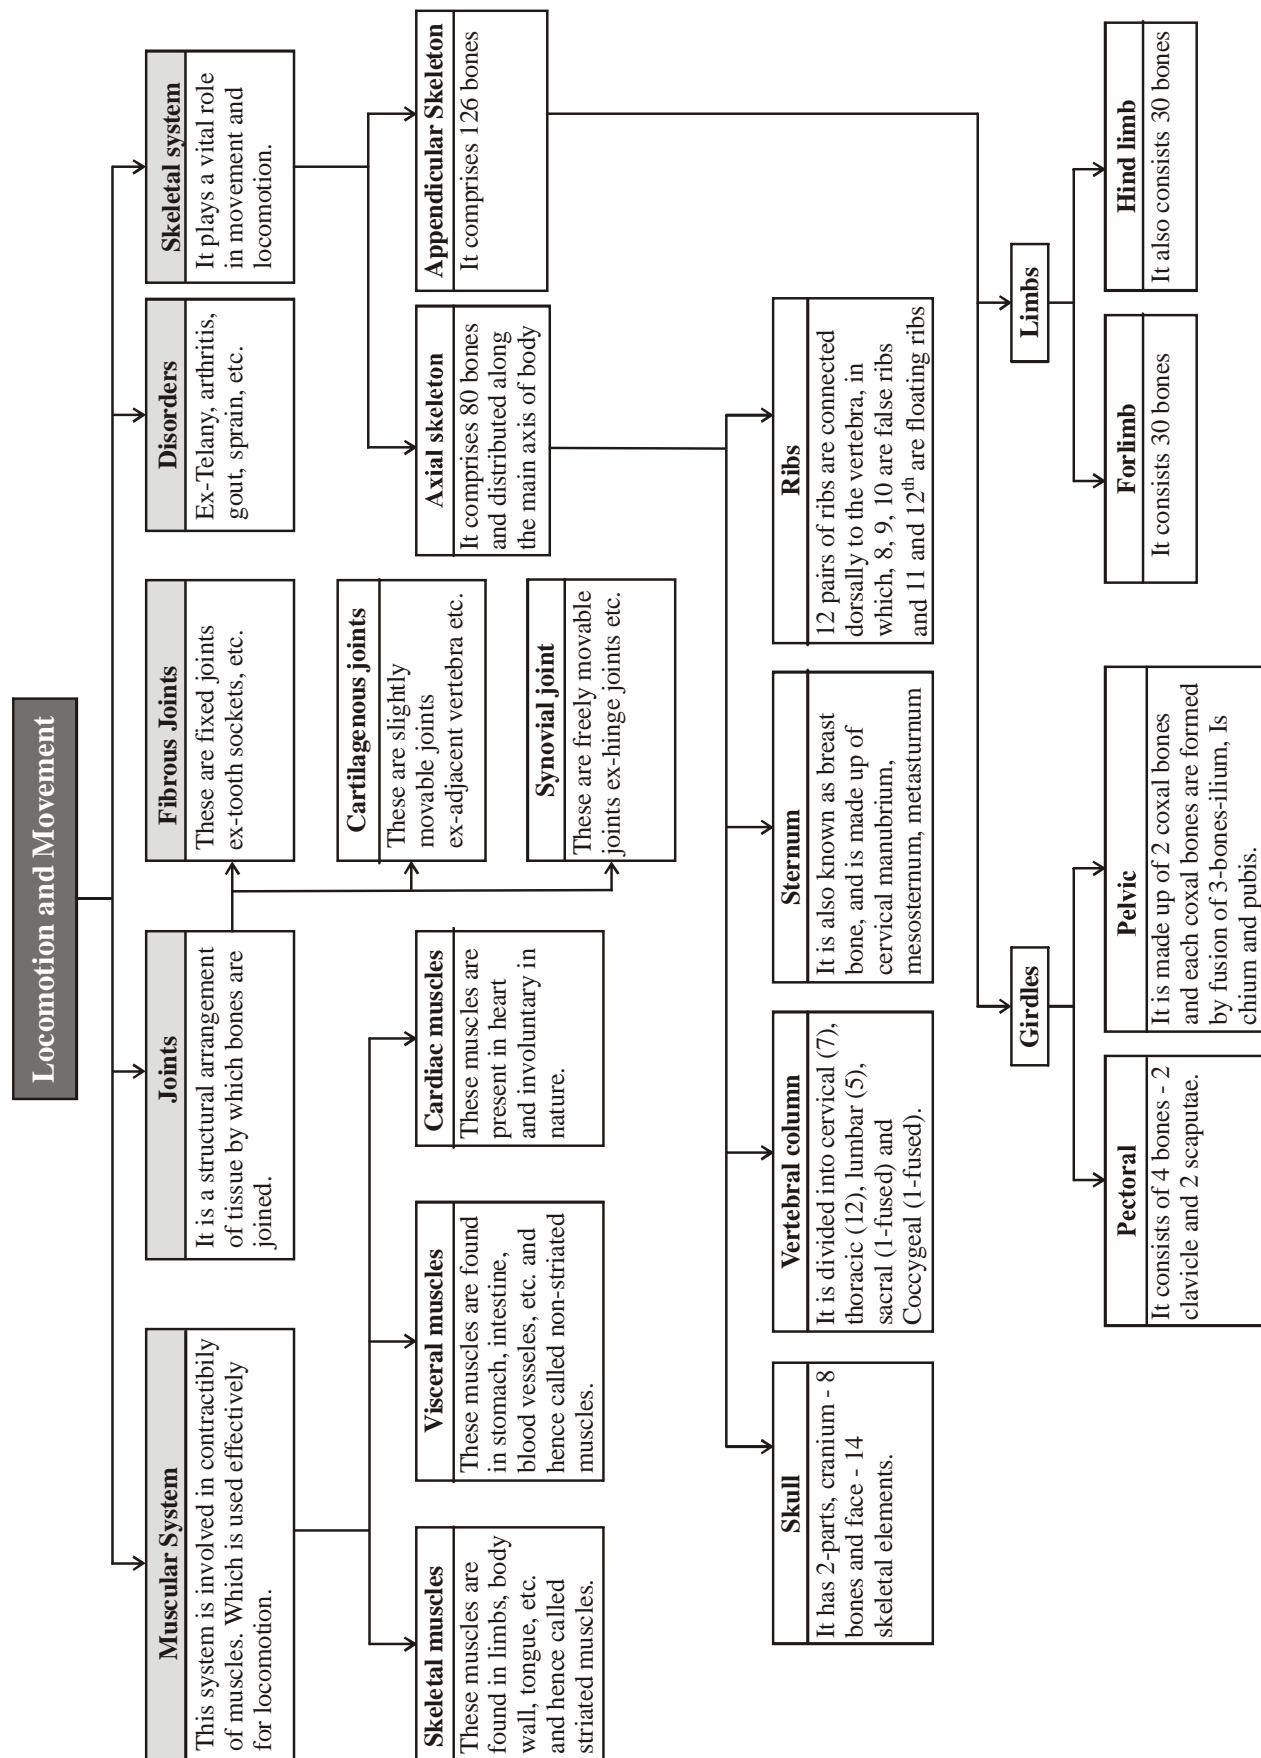 Locomotion and Movement
Muscular System
This system is involved in contractibily
of muscles. Which is used effectively
for locomotion.
Joints
It is a structural arrangement
of tissue by which bones are
joined.
Fibrous Joints
These are fixed joints
ex-tooth sockets, etc.
Disorders
Ex-Telany, arthritis,
gout, sprain, etc.
Skeletal system
It plays a vital role
in movement and
locomotion.
Cartilagenous joints
These are slightly
movable joints
ex-adjacent vertebra etc.
Synovial joint
These are freely movable
joints ex-hinge joints etc.
Skeletal muscles
These muscles are
found in limbs, body
wall, tongue, etc.
and hence called
striated muscles.
Visceral muscles
These muscles are found
in stomach, intestine,
blood vesseles, etc. and
hence called non-striated
muscles.
Cardiac muscles
These muscles are
present in heart
and involuntary in
nature.
Axial skeleton
It comprises 80 bones
and distributed along
the main axis of body
Appendicular Skeleton
It comprises 126 bones
Skull
It has 2-parts, cranium - 8
bones and face - 14
skeletal elements.
Vertebral column
It is divided into cervical (7),
thoracic (12), lumbar (5),
sacral (1-fused) and
Coccygeal (1-fused).
Sternum
It is also known as breast
bone, and is made up of
cervical manubrium,
mesosternum, metasturnum
Ribs
12 pairs of ribs are connected
dorsally to the vertebra, in
which, 8, 9, 10 are false ribs
and 11 and 12th are floating ribs
Girdles
Limbs
Pectoral
It consists of 4 bones - 2
clavicle and 2 scaputae.
Pelvic
It is made up of 2 coxal bones
and each coxal bones are formed
by fusion of 3-bones-ilium, Is
chium and pubis.
Forlimb
It consists 30 bones
Hind limb
It also consists 30 bones